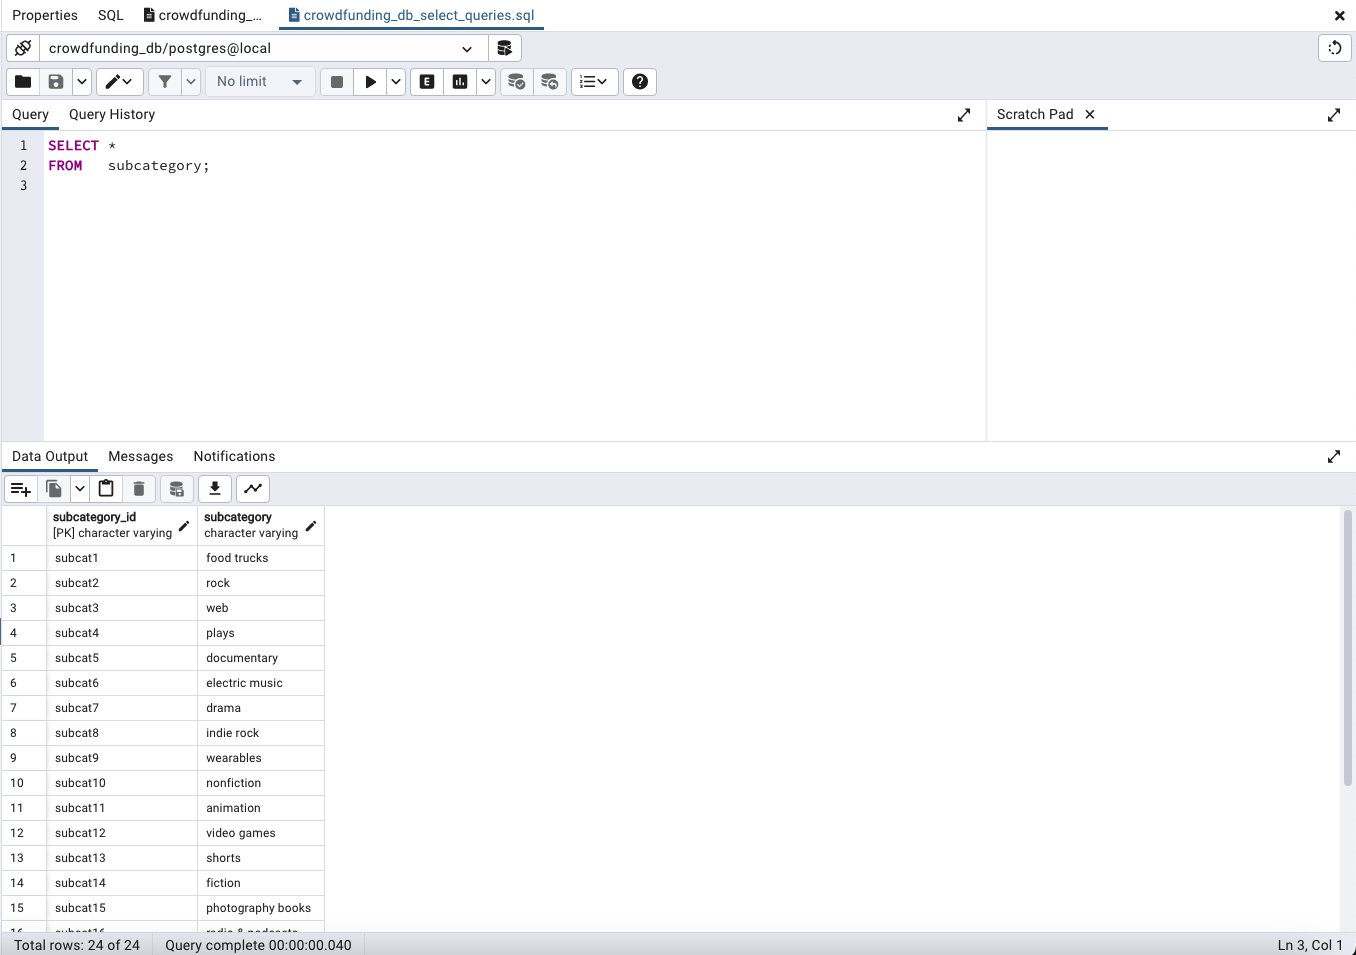 Properties SQL crowdfunding_... crowdfunding_db_select_queries.sql
crowdfunding_db/postgres@local
No limit
Query Query History Scratch Pad
1 SELECT *
2 FROM subcategory;
3
Data Output Messages Notifications
subcategory_id subcategory
[PK] character varying character varying
1 subcat1 food trucks
2 subcat2 rock
3 subcat3 web
4 subcat4 plays
5 subcat5 documentary
6 subcat6 electric music
7 subcat7 drama
8 subcat8 indie rock
9 subcat9 wearables
10 subcat10 nonfiction
11 subcat11 animation
12 subcat12 video games
13 subcat13 shorts
14 subcat14 fiction
15 subcat15 photography books
16 subcat16 radio & podcasts
Total rows: 24 of 24 Query complete 00:00:00.040 Ln 3, Col 1